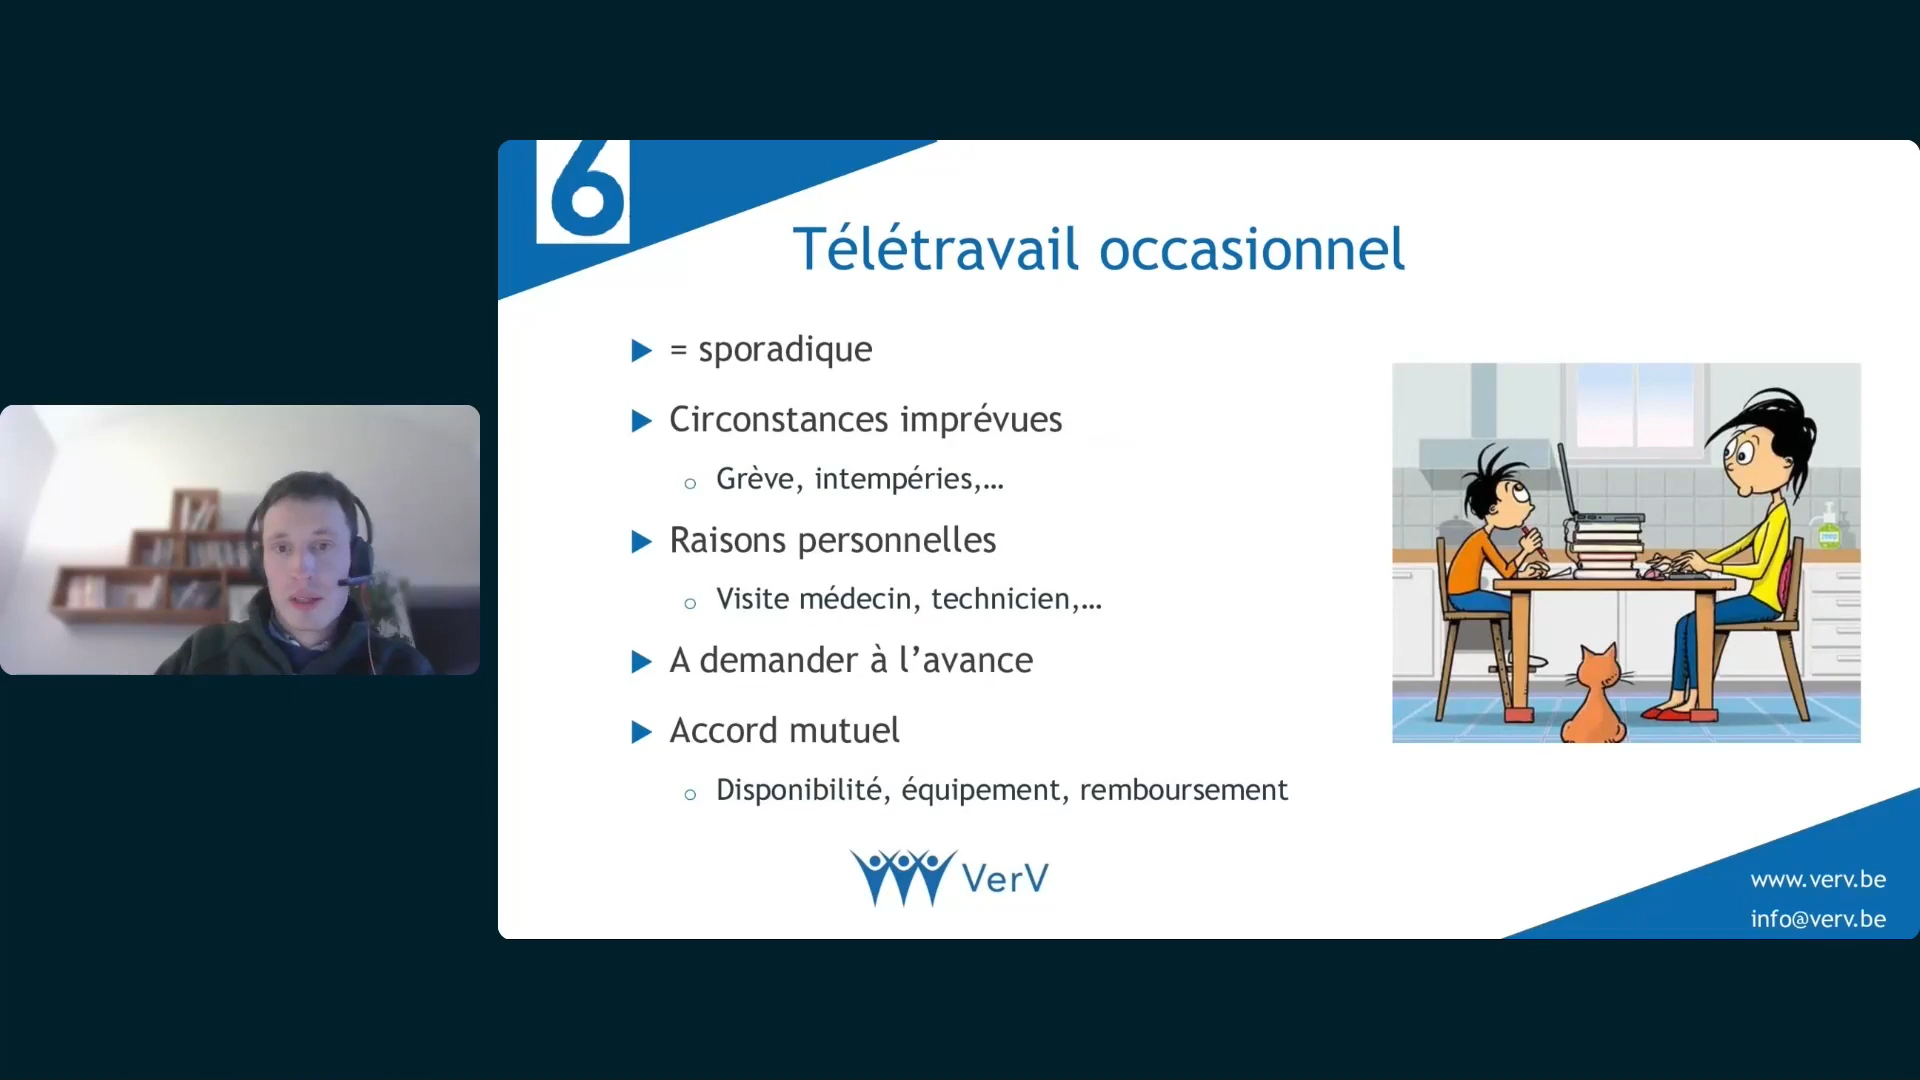 6
Télétravail occasionnel
= sporadique
Circonstances imprévues
Grève, intempéries,...
Raisons personnelles
Visite médecin, technicien,...
A demander à l’avance
Accord mutuel
Disponibilité, équipement, remboursement
VerV
www.verv.be
info@verv.be